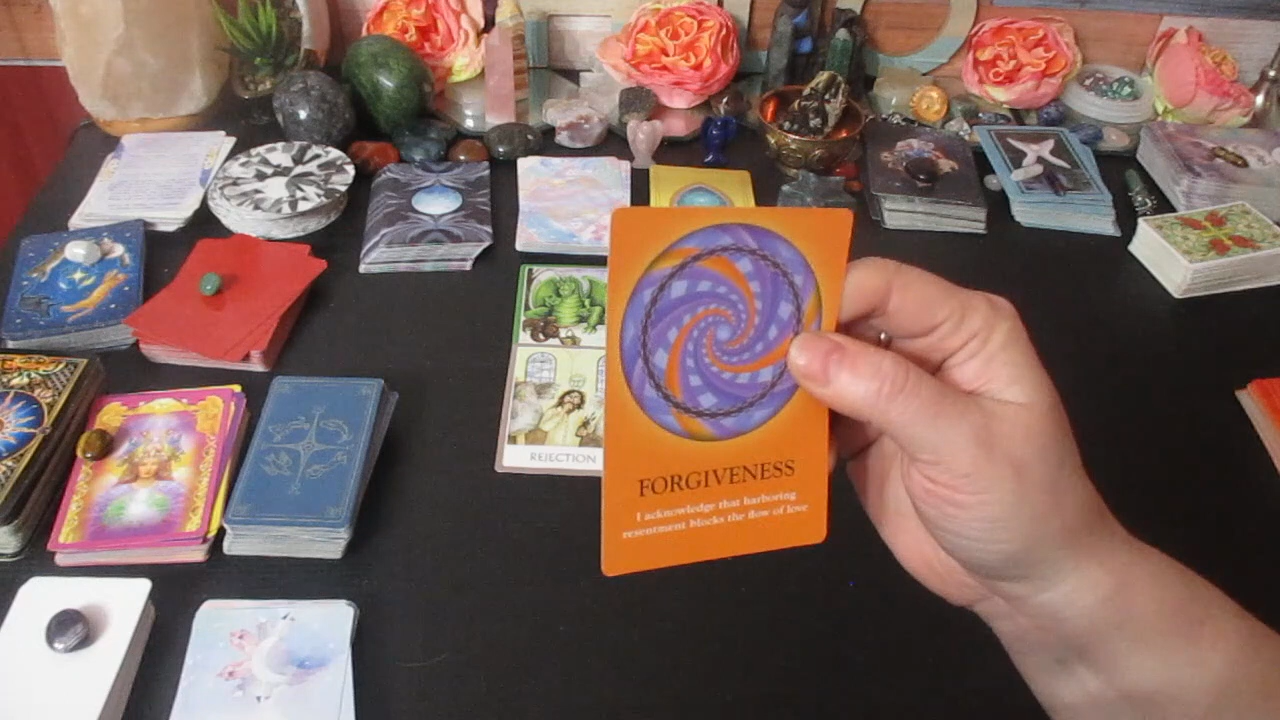 REJECTION
FORGIVENESS
I acknowledge that harboring
resentment blocks the flow of love